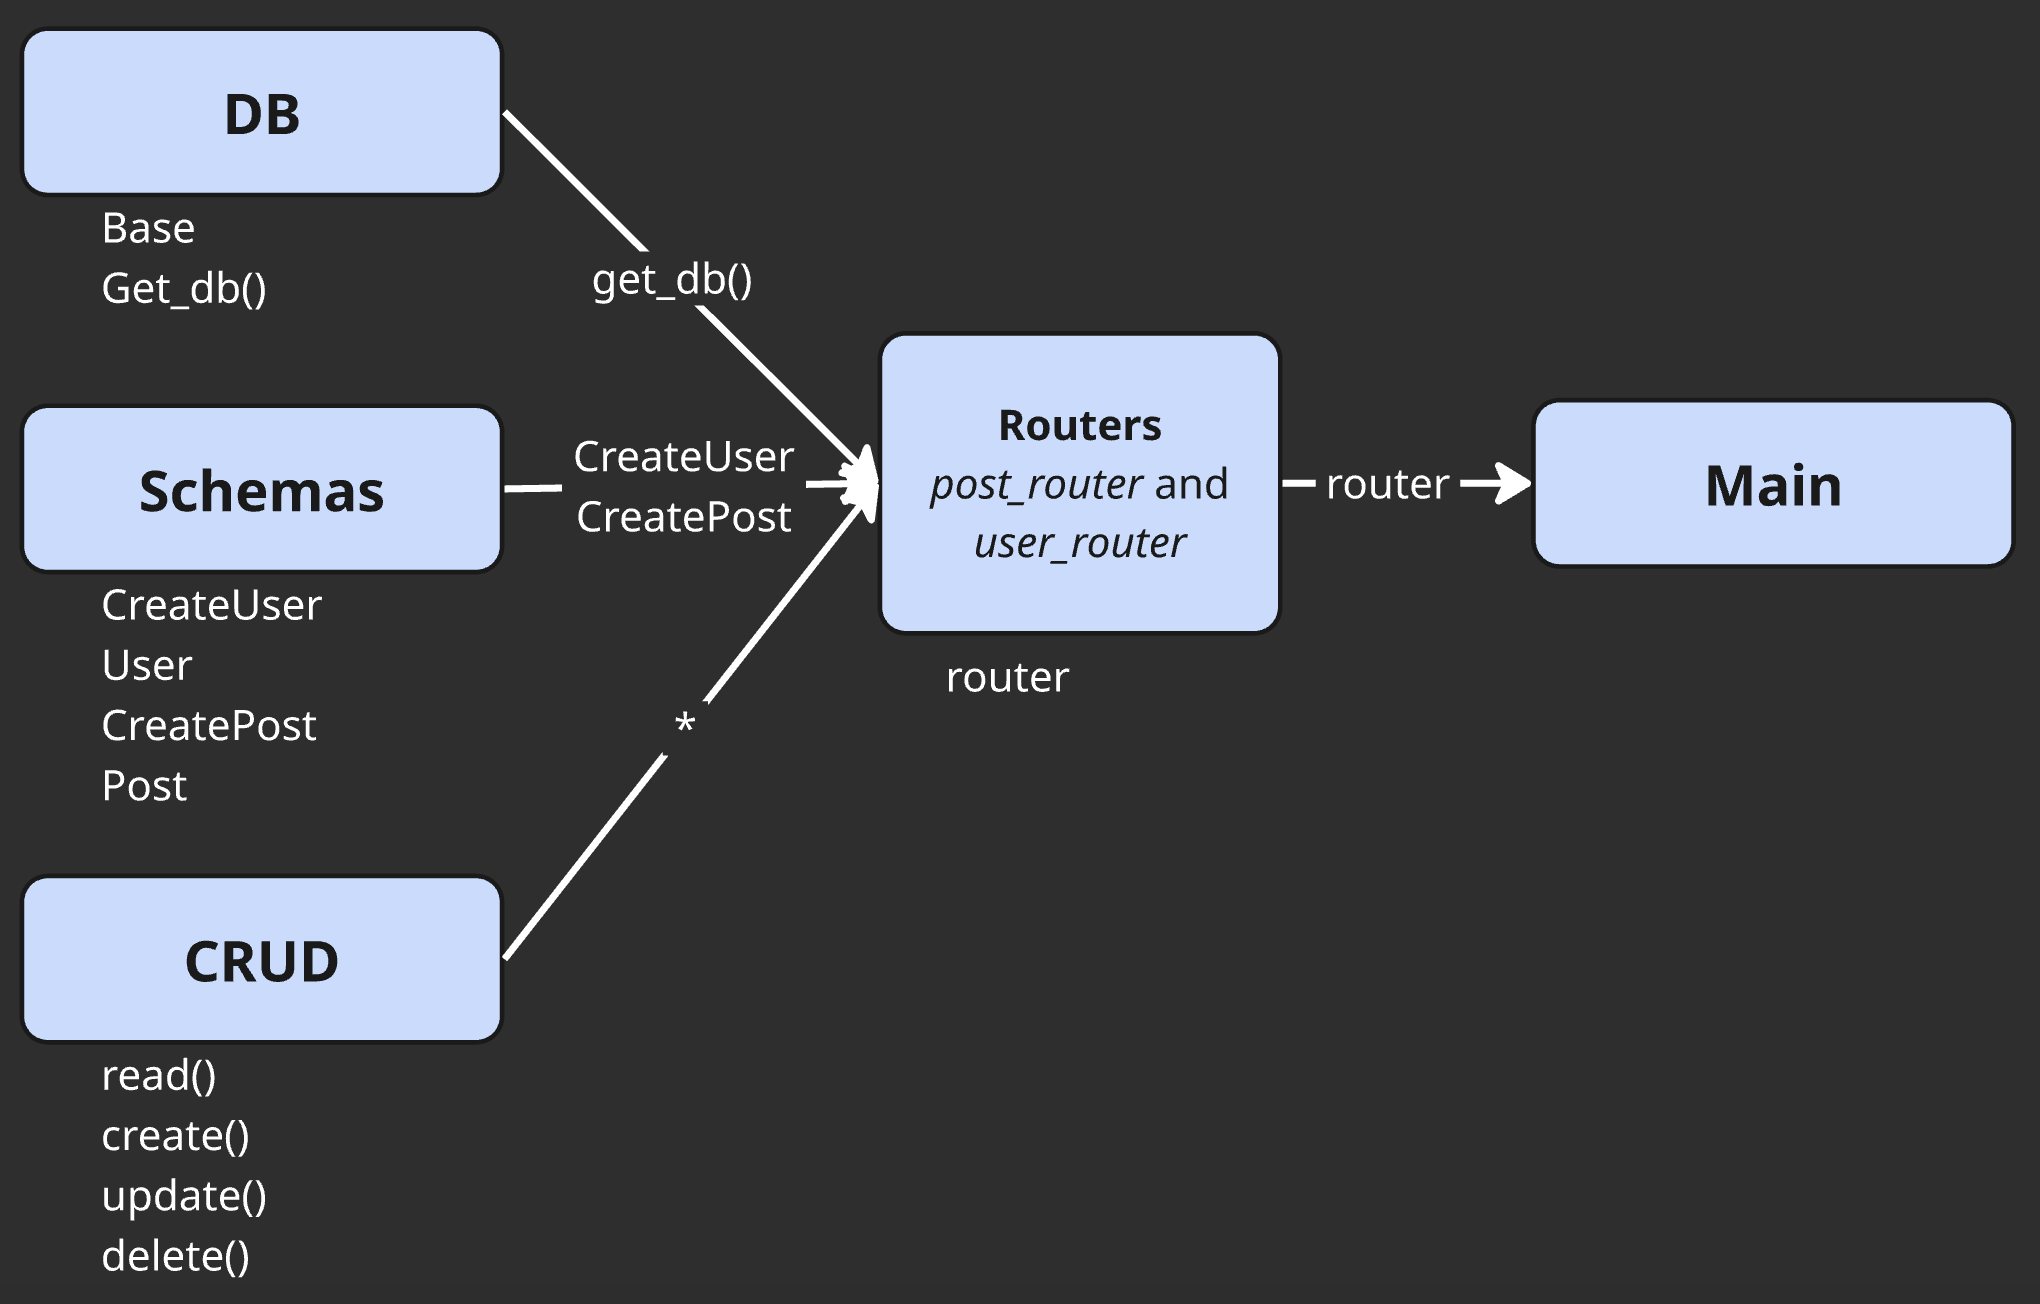 DB
Base
Get_db()
get_db()
Schemas
CreateUser
User
CreatePost
Post
CreateUser
CreatePost
CRUD
read()
create()
update()
delete()
*
Routers
post_router and
user_router
router
router
Main